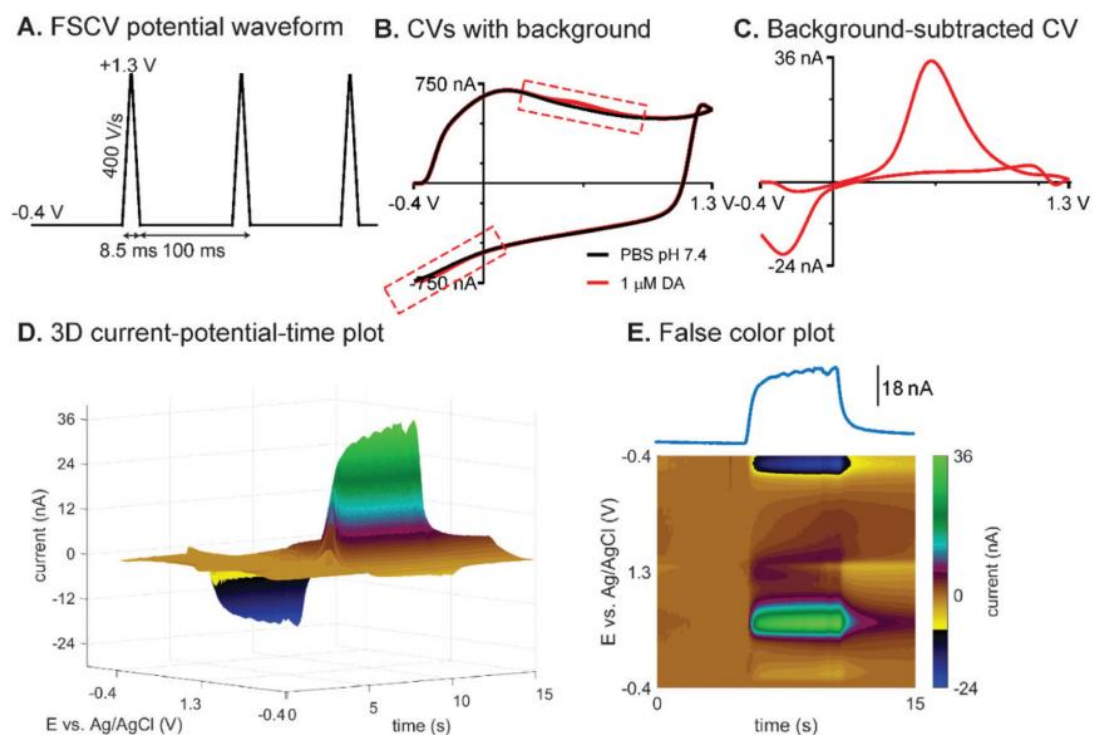 A. FSCV potential waveform
+1.3 V
400 V/s
-0.4 V
8.5 ms 100 ms
B. CVs with background
750 nA
-0.4 V
1.3 V
PBS pH 7.4
1 μM DA
-750 nA
C. Background-subtracted CV
36 nA
-0.4 V
1.3 V
-24 nA
D. 3D current-potential-time plot
36
24
12
0
-12
-24
current (nA)
-0.4
1.3
-0.4
E vs. Ag/AgCl (V)
0
5
10
15
time (s)
E. False color plot
18 nA
-0.4
1.3
-0.4
E vs. Ag/AgCl (V)
0
15
time (s)
36
0
-24
current (nA)